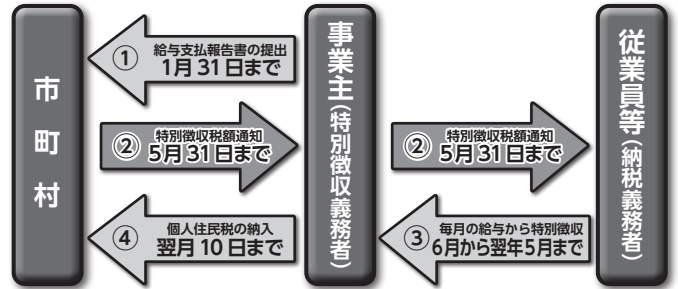 市町村
① 給与支払報告書の提出
1月31日まで
② 特別徴収税額通知
5月31日まで
④ 個人住民税の納入
翌月10日まで
事業主(特別徴収義務者)
② 特別徴収税額通知
5月31日まで
③ 毎月の給与から特別徴収
6月から翌年5月まで
従業員等(納税義務者)